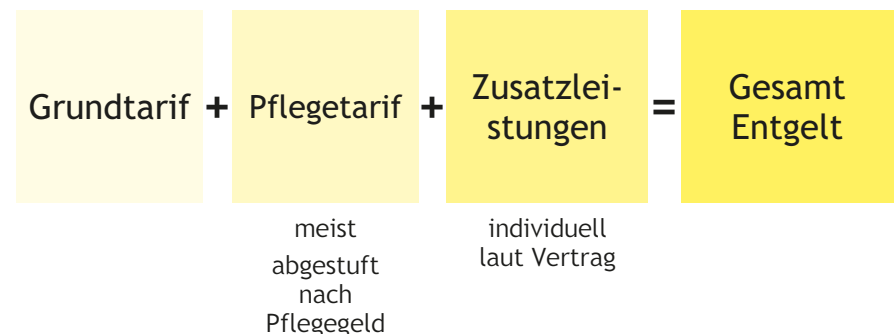 Grundtarif + Pflegetarif + Zusatzlei-
stungen = Gesamt
Entgelt
meist
abgestuft
nach
Pflegegeld
individuell
laut Vertrag